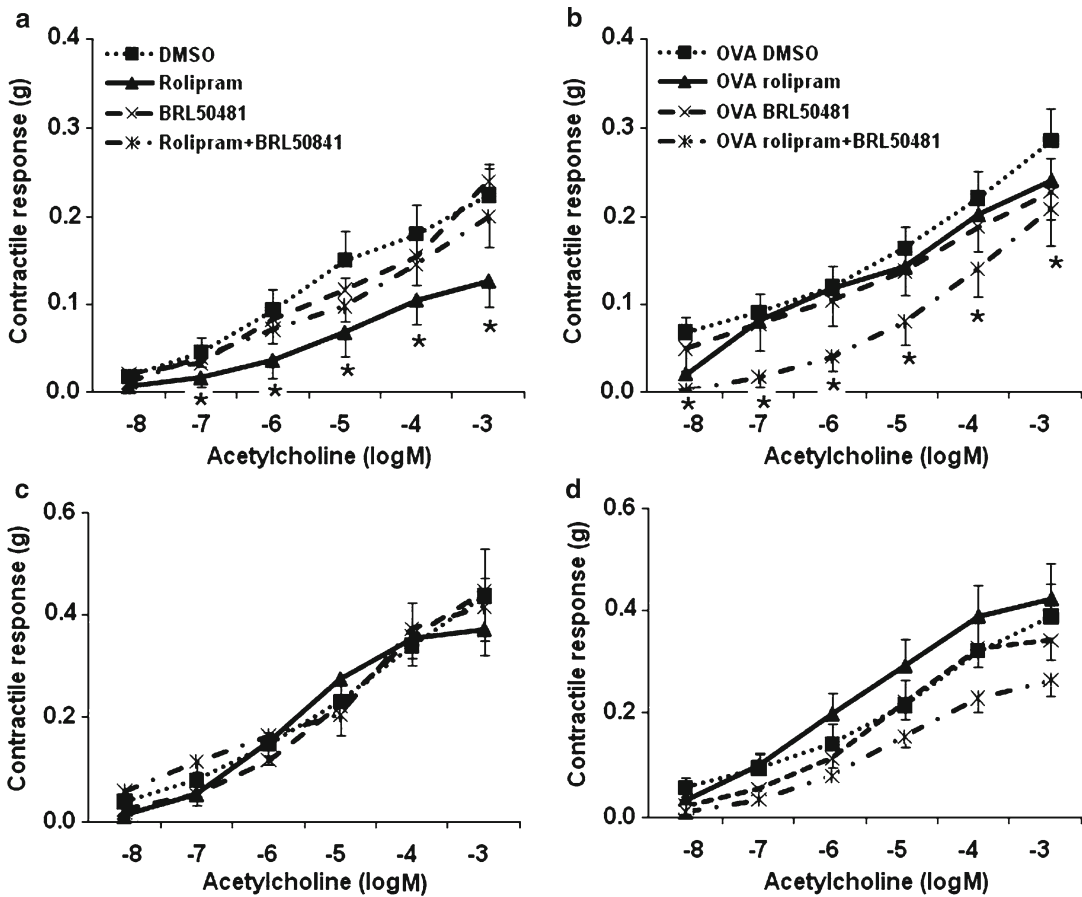 a
0.4
0.3
0.2
0.1
0.0
Contractile response (g)
DMSO
Rolipram
BRL50481
Rolipram+BRL50841
* * * * *
-8 -7 -6 -5 -4 -3
Acetylcholine (logM)
b
0.4
0.3
0.2
0.1
0.0
Contractile response (g)
OVA DMSO
OVA rolipram
OVA BRL50481
OVA rolipram+BRL50481
* * * * * *
-8 -7 -6 -5 -4 -3
Acetylcholine (logM)
c
0.6
0.4
0.2
0.0
Contractile response (g)
-8 -7 -6 -5 -4 -3
Acetylcholine (logM)
d
0.6
0.4
0.2
0.0
Contractile response (g)
-8 -7 -6 -5 -4 -3
Acetylcholine (logM)